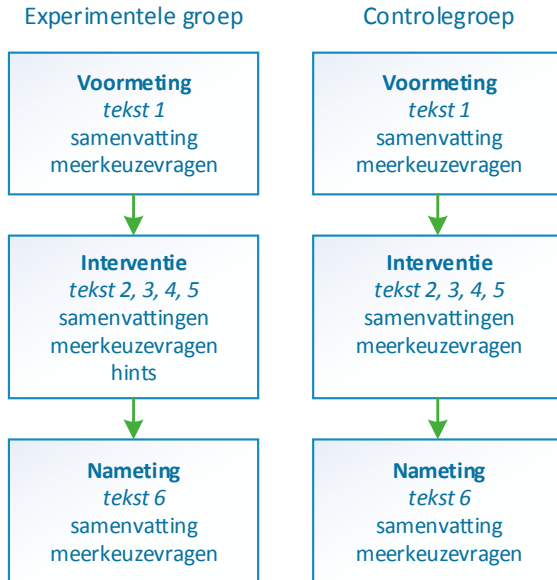 Experimentele groep
Voormeting
tekst 1
samenvatting
meerkeuzevragen
Interventie
tekst 2, 3, 4, 5
samenvattingen
meerkeuzevragen
hints
Nameting
tekst 6
samenvatting
meerkeuzevragen
Controlegroep
Voormeting
tekst 1
samenvatting
meerkeuzevragen
Interventie
tekst 2, 3, 4, 5
samenvattingen
meerkeuzevragen
Nameting
tekst 6
samenvatting
meerkeuzevragen